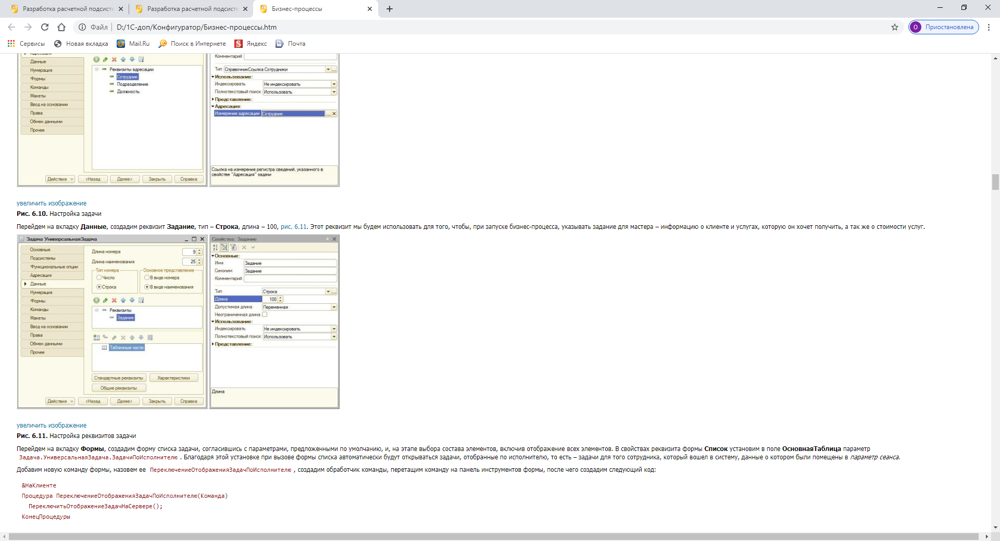 Разработка расчетной подсисте
Разработка расчетной подсисте
Бизнес-процессы
Файл
D:/1С-доп/Конфигуратор/Бизнес-процессы.htm
О
Приостановлена
Сервисы
Новая вкладка
Mail.Ru
Поиск в Интернете
Яндекс
Почта
Адресация
Данные
Нумерация
Формы
Команды
Макеты
Ввод на основании
Права
Обмен данными
Прочее
Реквизиты адресации
Сотрудник
Подразделение
Должность
Действия
<Назад
Далее>
Закрыть
Справка
Комментарий
Тип СправочникСсылка.Сотрудники
Использование:
Индексировать Не индексировать
Полнотекстовый поиск Использовать
Представление:
Адресация:
Измерение адресации Сотрудник
Ссылка на измерение регистра сведений, указанного в
свойстве "Адресация" задачи
увеличить изображение
Рис. 6.10. Настройка задачи
Перейдем на вкладку Данные, создадим реквизит Задание, тип – Строка, длина – 100, рис. 6.11. Этот реквизит мы будем использовать для того, чтобы, при запуске бизнес-процесса, указывать задание для мастера – информацию о клиенте и услугах, которую он хочет получить, а так же о стоимости услуг.
Задача УниверсальнаяЗадача
Основные
Подсистемы
Функциональные опции
Адресация
Данные
Нумерация
Формы
Команды
Макеты
Ввод на основании
Права
Обмен данными
Прочее
Длина номера 9
Длина наименования 25
Тип номера
Число
Строка
Основное представление
В виде номера
В виде наименования
Реквизиты
Задание
Табличные части
Стандартные реквизиты
Характеристики
Общие реквизиты
Действия
<Назад
Далее>
Закрыть
Справка
Свойства: Задание
Основные:
Имя Задание
Синоним Задание
Комментарий
Тип Строка
Длина 100
Допустимая длина Переменная
Неограниченная длина
Использование:
Индексировать Не индексировать
Полнотекстовый поиск Использовать
Представление:
Длина
увеличить изображение
Рис. 6.11. Настройка реквизитов задачи
Перейдем на вкладку Формы, создадим форму списка задачи, согласившись с параметрами, предложенными по умолчанию, и, на этапе выбора состава элементов, включив отображение всех элементов. В свойствах реквизита формы Список установим в поле ОсновнаяТаблица параметр
Задача.УниверсальнаяЗадача.ЗадачиПоИсполнителю . Благодаря этой установке при вызове формы списка автоматически будут открываться задачи, отобранные по исполнителю, то есть – задачи для того сотрудника, который вошел в систему, данные о котором были помещены в параметр сеанса.
Добавим новую команду формы, назовем ее ПереключениеОтображенияЗадачПоИсполнителю , создадим обработчик команды, перетащим команду на панель инструментов формы, после чего создадим следующий код:
&НаКлиенте
Процедура ПереключениеОтображенияЗадачПоИсполнителю(Команда)
ПереключитьОтображениеЗадачНаСервере();
КонецПроцедуры